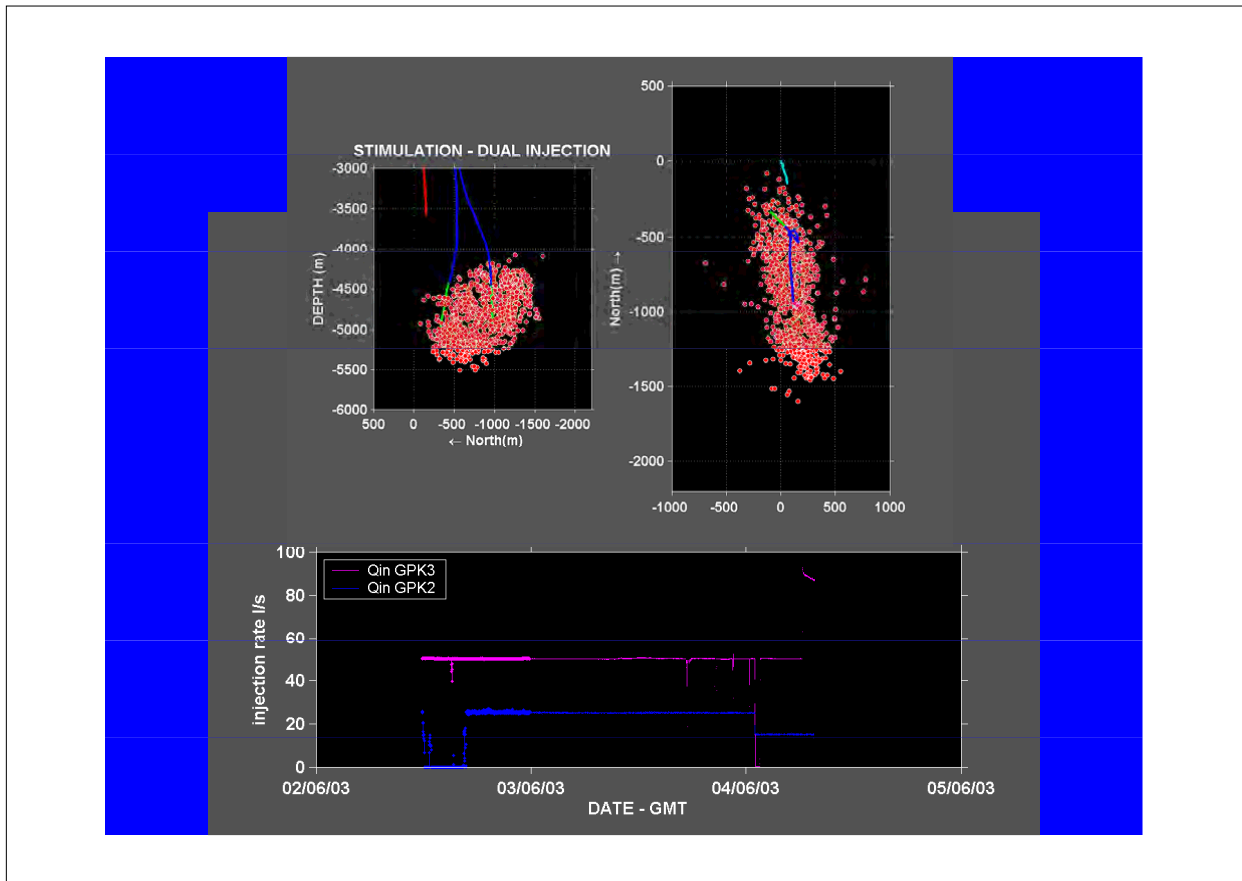 STIMULATION - DUAL INJECTION
-3000
-3500
-4000
-4500
-5000
-5500
-6000
DEPTH (m)
500 0 -500 -1000 -1500 -2000
← North(m)
500
0
-500
-1000
-1500
-2000
North(m) →
-1000 -500 0 500 1000
100
80
60
40
20
0
injection rate l/s
Qin GPK3
Qin GPK2
02/06/03 03/06/03 04/06/03 05/06/03
DATE - GMT